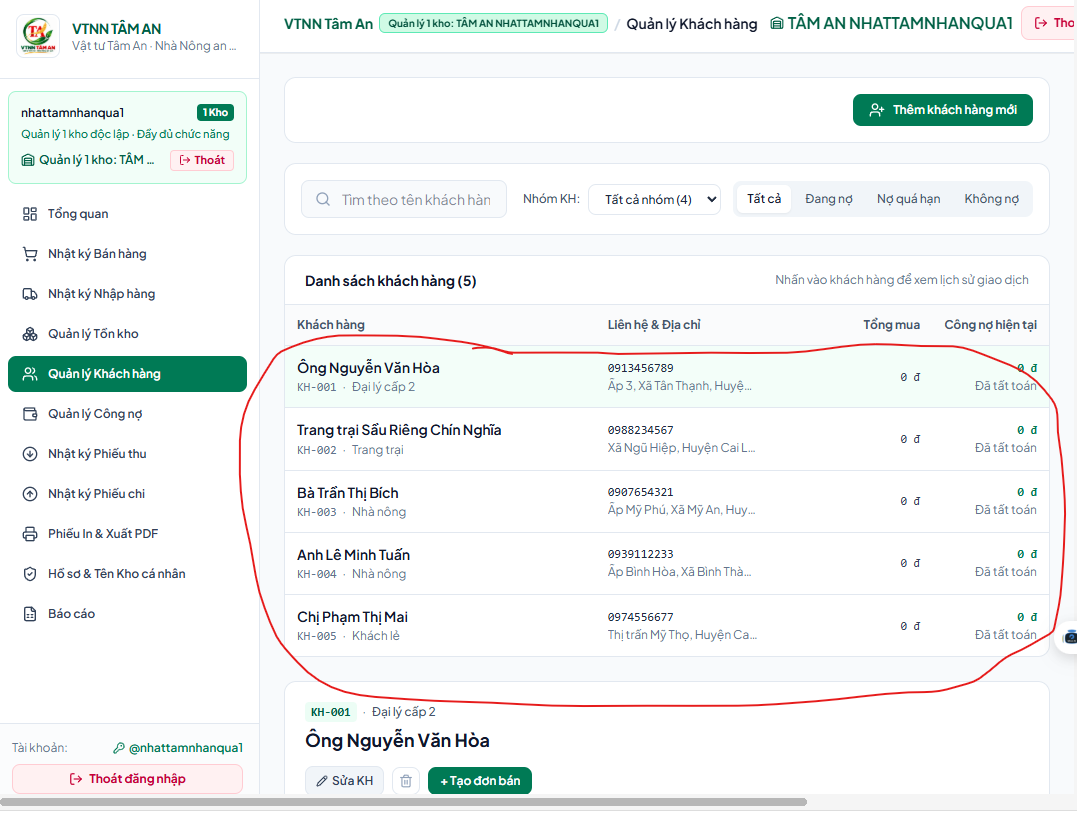 TA
VTNN TÂM AN
VTNN TÂM AN
Vật tư Tâm An · Nhà Nông an ...
nhattamnhanqua1
1 Kho
Quản lý 1 kho độc lập · Đầy đủ chức năng
Quản lý 1 kho: TÂM ...
Thoát
Tổng quan
Nhật ký Bán hàng
Nhật ký Nhập hàng
Quản lý Tồn kho
Quản lý Khách hàng
Quản lý Công nợ
Nhật ký Phiếu thu
Nhật ký Phiếu chi
Phiếu In & Xuất PDF
Hồ sơ & Tên Kho cá nhân
Báo cáo
Tài khoản:
@nhattamnhanqua1
Thoát đăng nhập
VTNN Tâm An
Quản lý 1 kho: TÂM AN NHATTAMNHANQUA1
/ Quản lý Khách hàng
TÂM AN NHATTAMNHANQUA1
Tho
Thêm khách hàng mới
Tìm theo tên khách hàn
Nhóm KH:
Tất cả nhóm (4)
Tất cả
Đang nợ
Nợ quá hạn
Không nợ
Danh sách khách hàng (5)
Nhấn vào khách hàng để xem lịch sử giao dịch
Khách hàng
Liên hệ & Địa chỉ
Tổng mua
Công nợ hiện tại
Ông Nguyễn Văn Hòa
KH-001 · Đại lý cấp 2
0913456789
Ấp 3, Xã Tân Thạnh, Huyệ...
0 đ
0 đ
Đã tất toán
Trang trại Sầu Riêng Chín Nghĩa
KH-002 · Trang trại
0988234567
Xã Ngũ Hiệp, Huyện Cai L...
0 đ
0 đ
Đã tất toán
Bà Trần Thị Bích
KH-003 · Nhà nông
0907654321
Ấp Mỹ Phú, Xã Mỹ An, Huy...
0 đ
0 đ
Đã tất toán
Anh Lê Minh Tuấn
KH-004 · Nhà nông
0939112233
Ấp Bình Hòa, Xã Bình Thà...
0 đ
0 đ
Đã tất toán
Chị Phạm Thị Mai
KH-005 · Khách lẻ
0974556677
Thị trấn Mỹ Thọ, Huyện Ca...
0 đ
0 đ
Đã tất toán
KH-001 · Đại lý cấp 2
Ông Nguyễn Văn Hòa
Sửa KH
+ Tạo đơn bán